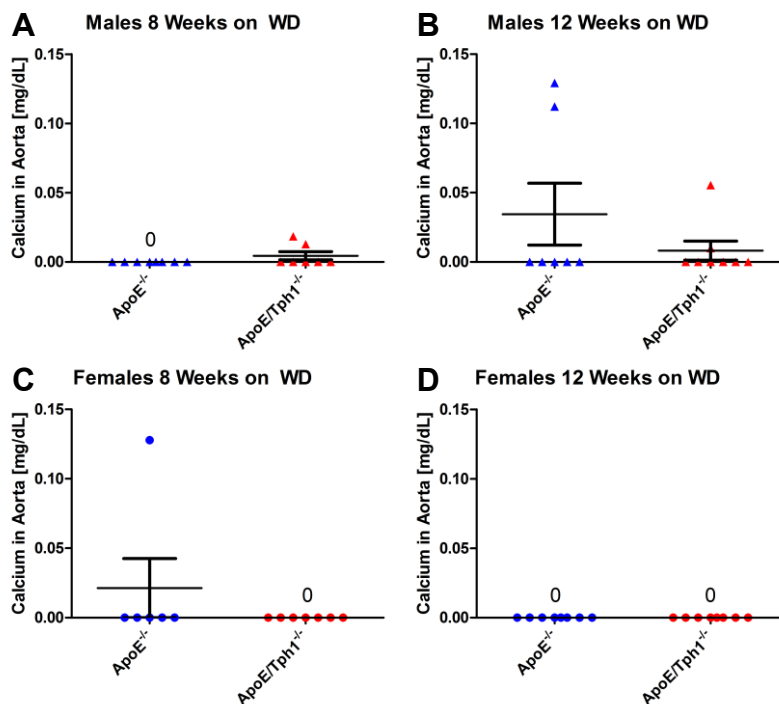 A
Males 8 Weeks on WD
Calcium in Aorta [mg/dL]
0.15
0.10
0.05
0.00
0
ApoE⁻/⁻
ApoE/Tph1⁻/⁻
B
Males 12 Weeks on WD
Calcium in Aorta [mg/dL]
0.15
0.10
0.05
0.00
ApoE⁻/⁻
ApoE/Tph1⁻/⁻
C
Females 8 Weeks on WD
Calcium in Aorta [mg/dL]
0.15
0.10
0.05
0.00
0
ApoE⁻/⁻
ApoE/Tph1⁻/⁻
D
Females 12 Weeks on WD
Calcium in Aorta [mg/dL]
0.15
0.10
0.05
0.00
0
0
ApoE⁻/⁻
ApoE/Tph1⁻/⁻